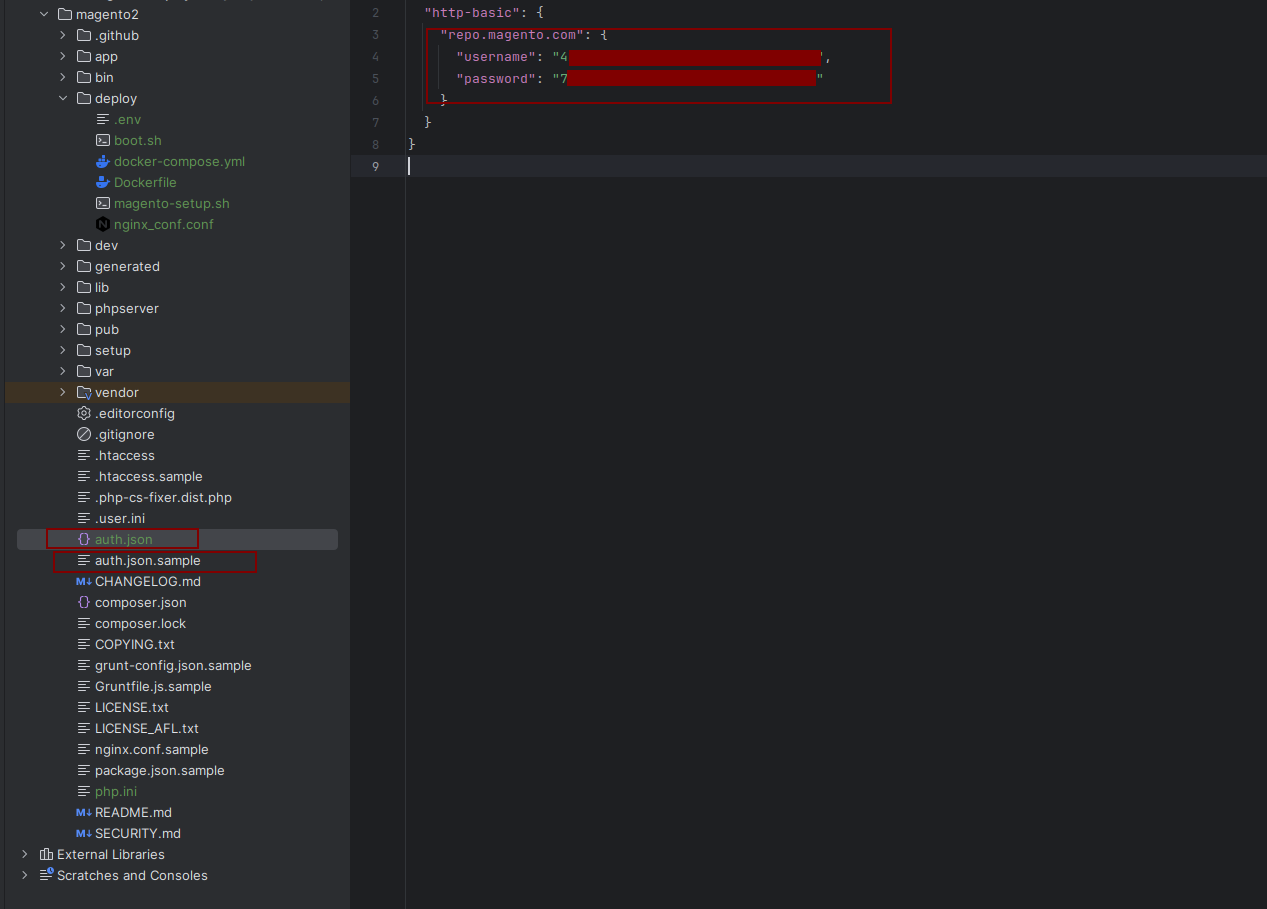 magento2
.github
app
bin
deploy
.env
boot.sh
docker-compose.yml
Dockerfile
magento-setup.sh
nginx_conf.conf
dev
generated
lib
phpserver
pub
setup
var
vendor
.editorconfig
.gitignore
.htaccess
.htaccess.sample
.php-cs-fixer.dist.php
.user.ini
auth.json
auth.json.sample
CHANGELOG.md
composer.json
composer.lock
COPYING.txt
grunt-config.json.sample
Gruntfile.js.sample
LICENSE.txt
LICENSE_AFL.txt
nginx.conf.sample
package.json.sample
php.ini
README.md
SECURITY.md
External Libraries
Scratches and Consoles
2 "http-basic": {
3 "repo.magento.com": {
4 "username": "4 ",
5 "password": "7 "
6 }
7 }
8 }
9